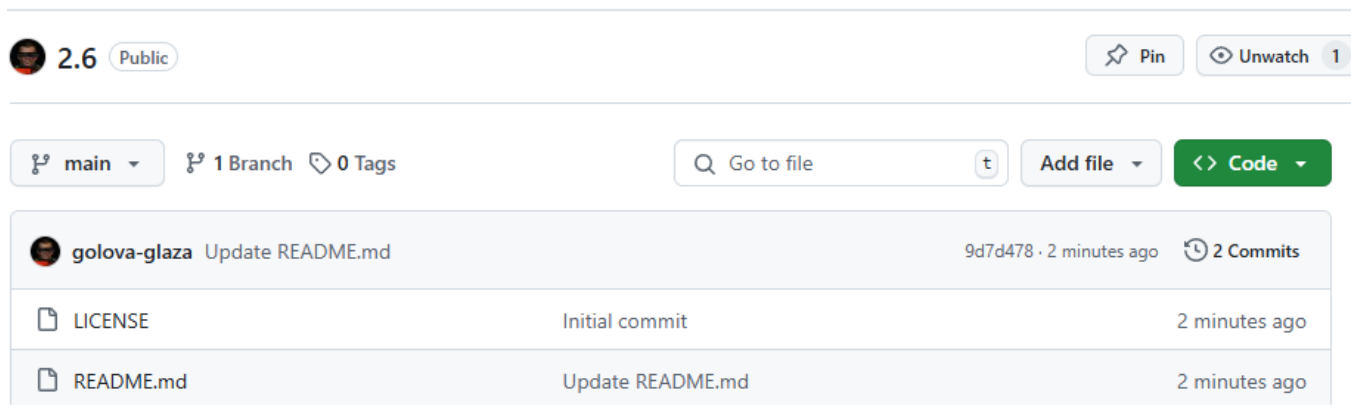 2.6 Public Pin Unwatch 1
main 1 Branch 0 Tags Go to file t Add file <> Code
golova-glaza Update README.md 9d7d478 · 2 minutes ago 2 Commits
LICENSE Initial commit 2 minutes ago
README.md Update README.md 2 minutes ago